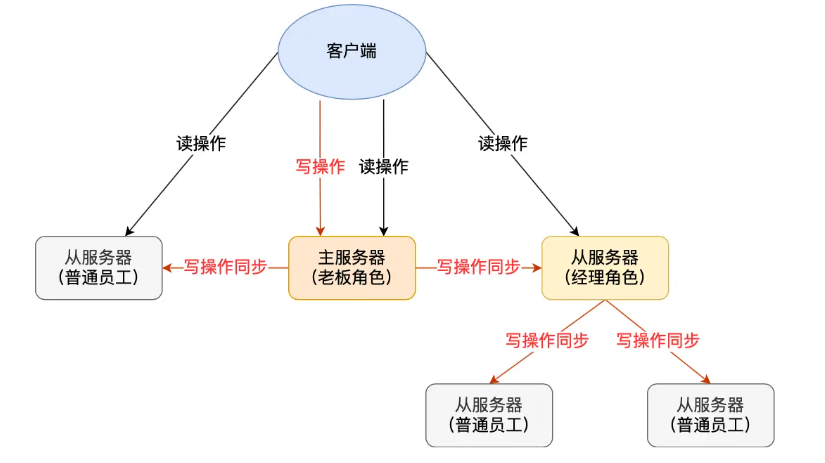 客户端
读操作
写操作
读操作
读操作
从服务器
（普通员工）
写操作同步
主服务器
（老板角色）
写操作同步
从服务器
（经理角色）
写操作同步
写操作同步
从服务器
（普通员工）
从服务器
（普通员工）